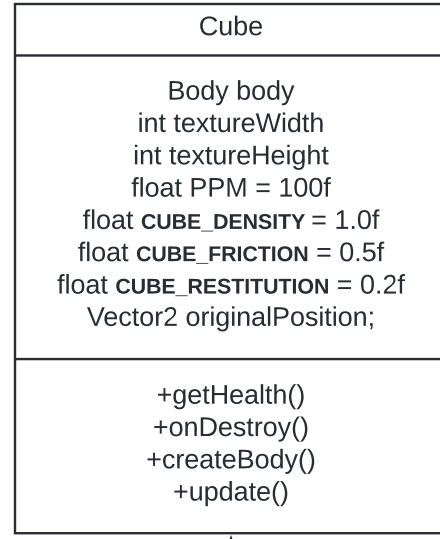 Cube
Body body
int textureWidth
int textureHeight
float PPM = 100f
float CUBE_DENSITY = 1.0f
float CUBE_FRICTION = 0.5f
float CUBE_RESTITUTION = 0.2f
Vector2 originalPosition;
+getHealth()
+onDestroy()
+createBody()
+update()